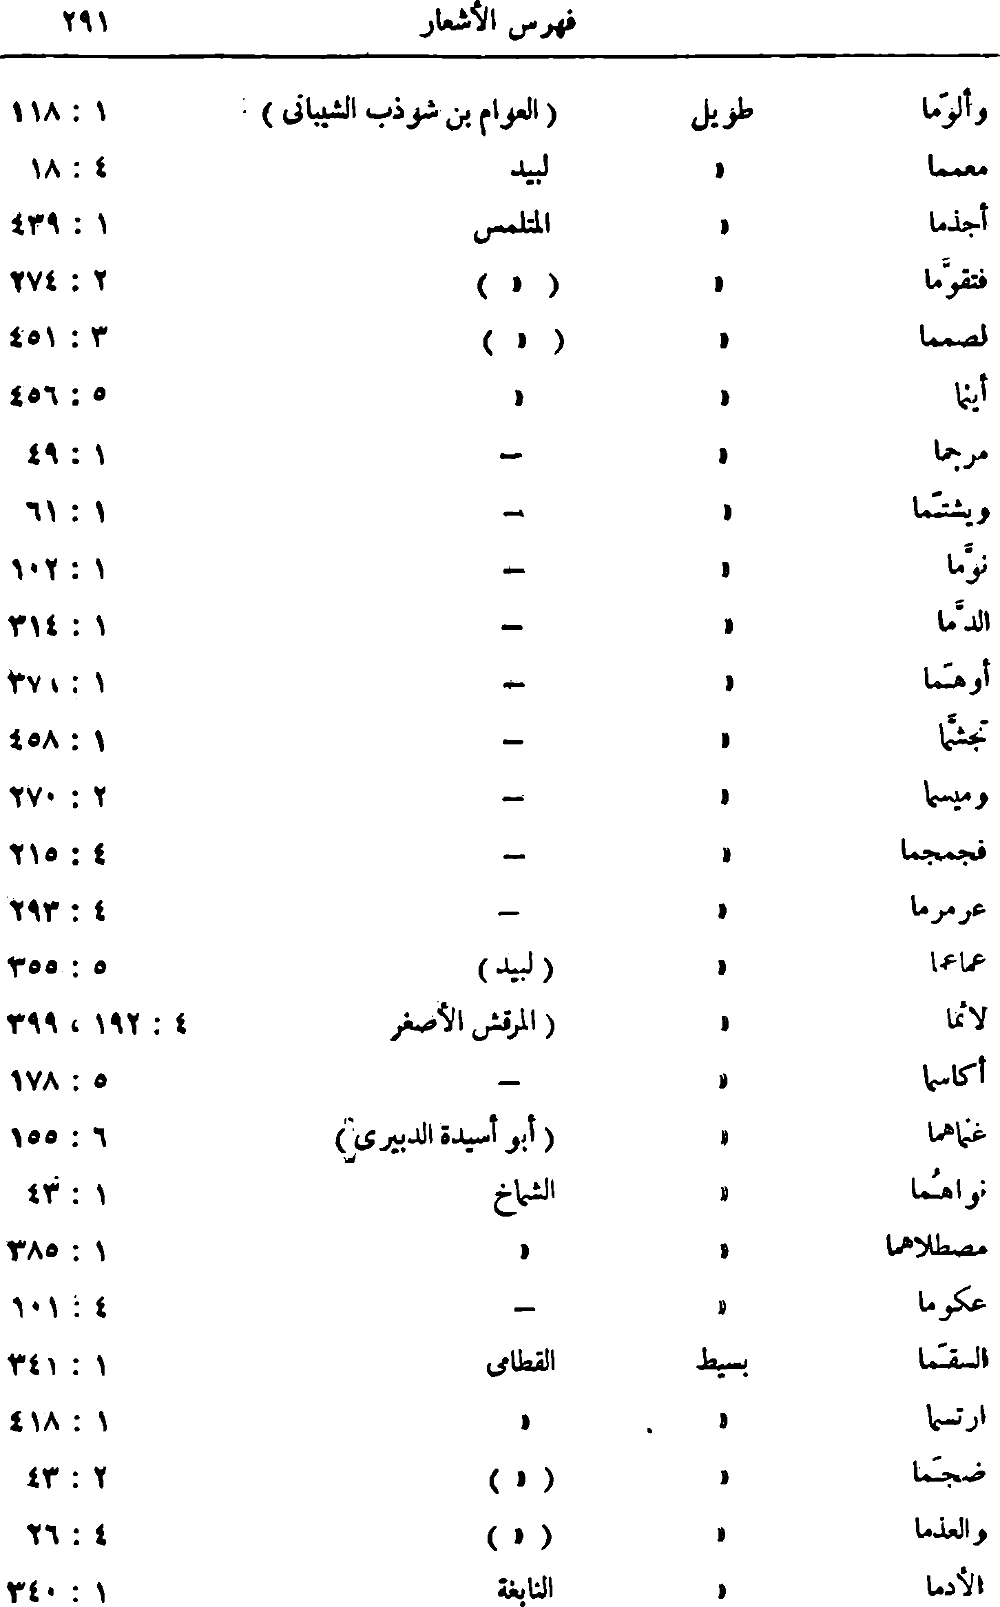 فهرس الأشعار ٢٩١
وألوَّما طويل ( العوام بن شوذب الشيبانى ) ١ : ١١٨
معمما » لبيد ٤ : ١٨
أجذما » المتلمس ١ : ٤٣٩
فتقوَّما » ( » ) ٢ : ٢٧٤
لصمما » ( » ) ٣ : ٤٥١
أينما » » ٥ : ٤٥٦
مرجما » — ١ : ٤٩
ويشتَما » — ١ : ٦١
نوَّما » — ١ : ١٠٢
الدَّما » — ١ : ٣١٤
أوهَما » — ١ : ٣٧١
تجشَّما » — ١ : ٤٥٨
وميسما » — ٢ : ٢٧٠
فجمجما » — ٤ : ٢١٥
عرمرما » — ٤ : ٢٩٣
عماعما » ( لبيد ) ٥ : ٣٥٥
لائما » ( المرقش الأصغر ٤ : ١٩٢ ، ٣٩٩
أكاسما » — ٥ : ١٧٨
غنماهما » ( أبو أسيدة الدبيرى ) ٦ : ١٥٥
نواهُما » الشماخ ١ : ٤٣
مصطلاهما » » ١ : ٣٨٥
عكوما » — ٤ : ١٠١
السقَما بسيط القطامى ١ : ٣٤١
ارتسما » » ١ : ٤١٨
ضجَما » ( » ) ٢ : ٤٣
والعذما » ( » ) ٤ : ٢٦
الأدما » النابغة ١ : ٣٤٠